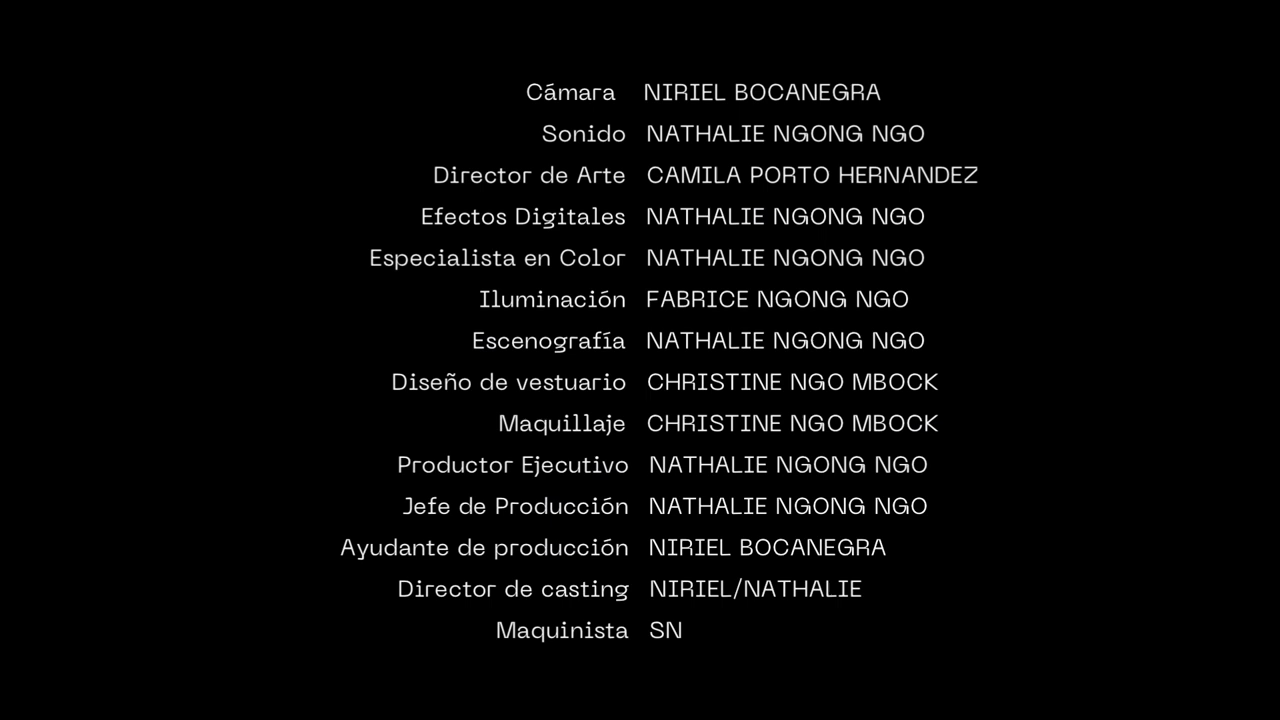 Cámara NIRIEL BOCANEGRA
Sonido NATHALIE NGONG NGO
Director de Arte CAMILA PORTO HERNANDEZ
Efectos Digitales NATHALIE NGONG NGO
Especialista en Color NATHALIE NGONG NGO
Iluminación FABRICE NGONG NGO
Escenografía NATHALIE NGONG NGO
Diseño de vestuario CHRISTINE NGO MBOCK
Maquillaje CHRISTINE NGO MBOCK
Productor Ejecutivo NATHALIE NGONG NGO
Jefe de Producción NATHALIE NGONG NGO
Ayudante de producción NIRIEL BOCANEGRA
Director de casting NIRIEL/NATHALIE
Maquinista SN